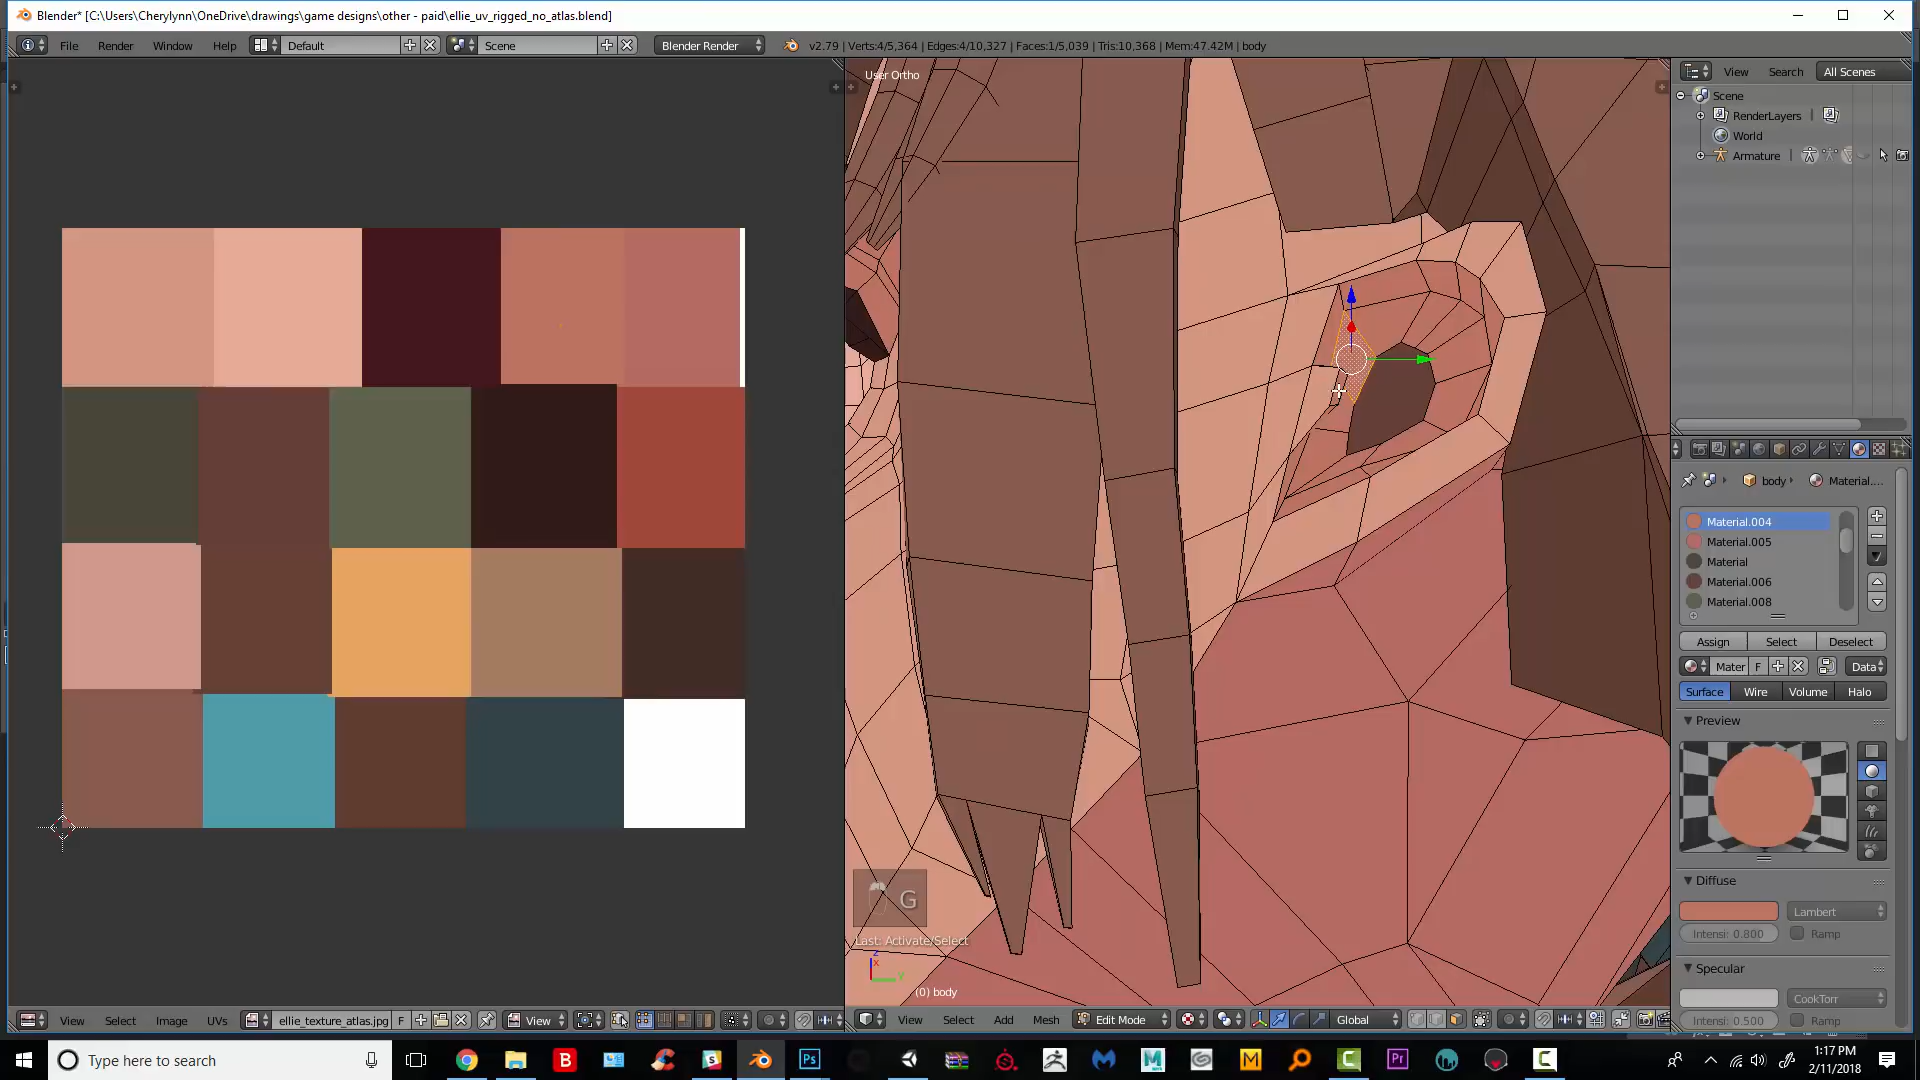 Blender* [C:\Users\Cherylynn\OneDrive\drawings\game designs\other - paid\ellie_uv_rigged_no_atlas.blend]
File Render Window Help Default Scene Blender Render v2.79 | Verts:4/5,364 | Edges:4/10,327 | Faces:1/5,039 | Tris:10,368 | Mem:47.42M | body
User Ortho
View Search All Scenes
Scene
RenderLayers |
World
Armature |
body Material....
Material.004
Material.005
Material
Material.006
Material.008
Assign Select Deselect
Mater F Data
Surface Wire Volume Halo
Preview
Diffuse
Lambert
Intensi: 0.800 Ramp
Specular
CookTorr
Intensi: 0.500 Ramp
G
Last: Activate/Select
z
x
Y
(0) body
View Select Image UVs ellie_texture_atlas.jpg F View
View Select Add Mesh Edit Mode Global
Type here to search
B
S
Ps
M
M
Pr
C
C
1:17 PM
2/11/2018